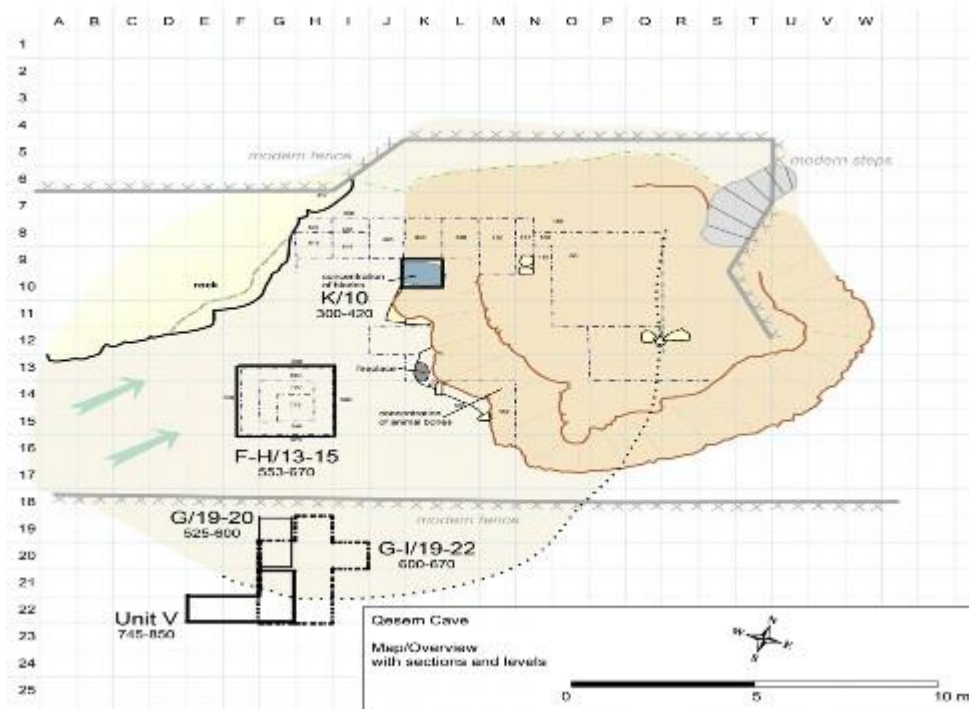 A B C D E F G H I J K L M N O P Q R S T U V W
1
2
3
4
5
modern fence
modern steps
6
7
8
9
concentration
of blades
rock
10
K/10
300-420
11
12
13
fireplace
14
concentration
of animal bones
15
16
F-H/13-15
553-670
17
18
modern fence
G/19-20
525-600
19
20
G-I/19-22
600-670
21
22
Unit V
745-850
23
24
25
Qesem Cave
Map/Overview
with sections and levels
N
W
E
S
0 5 10 m